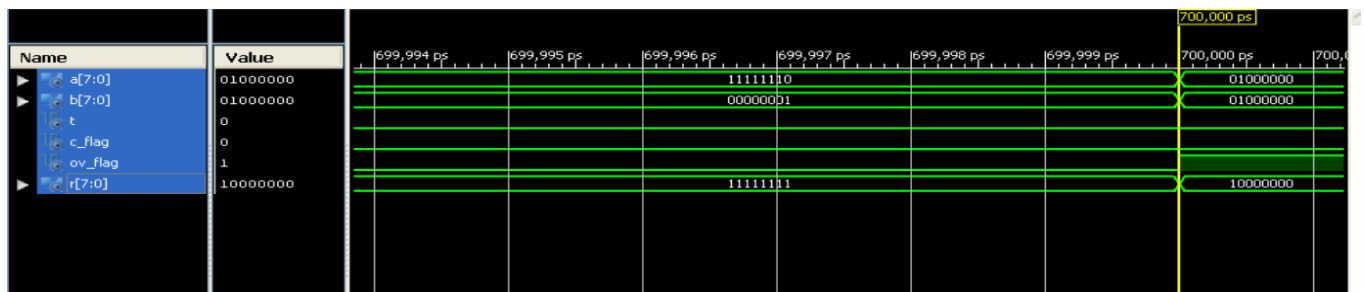 700,000 ps
Name Value 699,994 ps 699,995 ps 699,996 ps 699,997 ps 699,998 ps 699,999 ps 700,000 ps
a[7:0] 01000000 11111110 01000000
b[7:0] 01000000 00000001 01000000
t 0
c_flag 0
ov_flag 1
r[7:0] 10000000 11111111 10000000